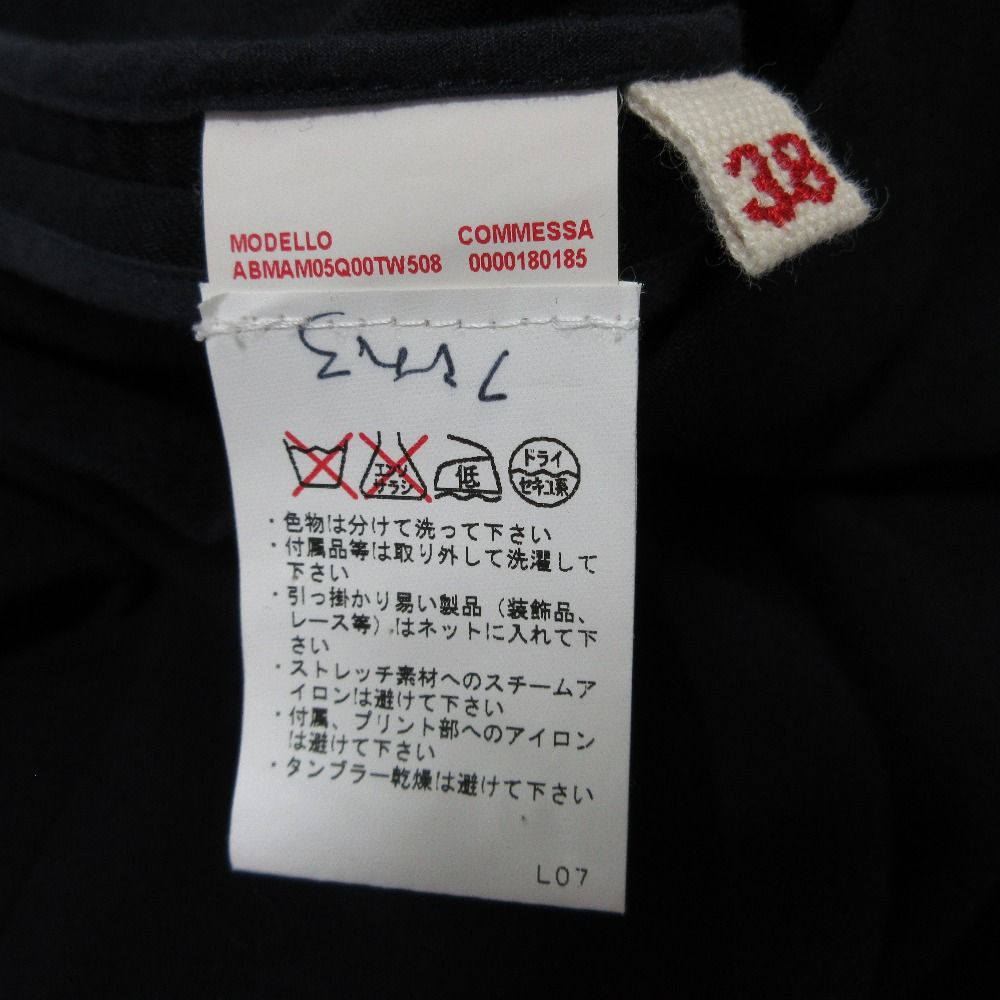 38
MODELLO COMMESSA
ABMAM05Q00TW508 0000180185
エンソ
サラシ
低
ドライ
セキユ系
・色物は分けて洗って下さい
・付属品等は取り外して洗濯して
下さい
・引っ掛かり易い製品（装飾品、
レース等）はネットに入れて下
さい
・ストレッチ素材へのスチームア
イロンは避けて下さい
・付属、プリント部へのアイロン
は避けて下さい
・タンブラー乾燥は避けて下さい
L07